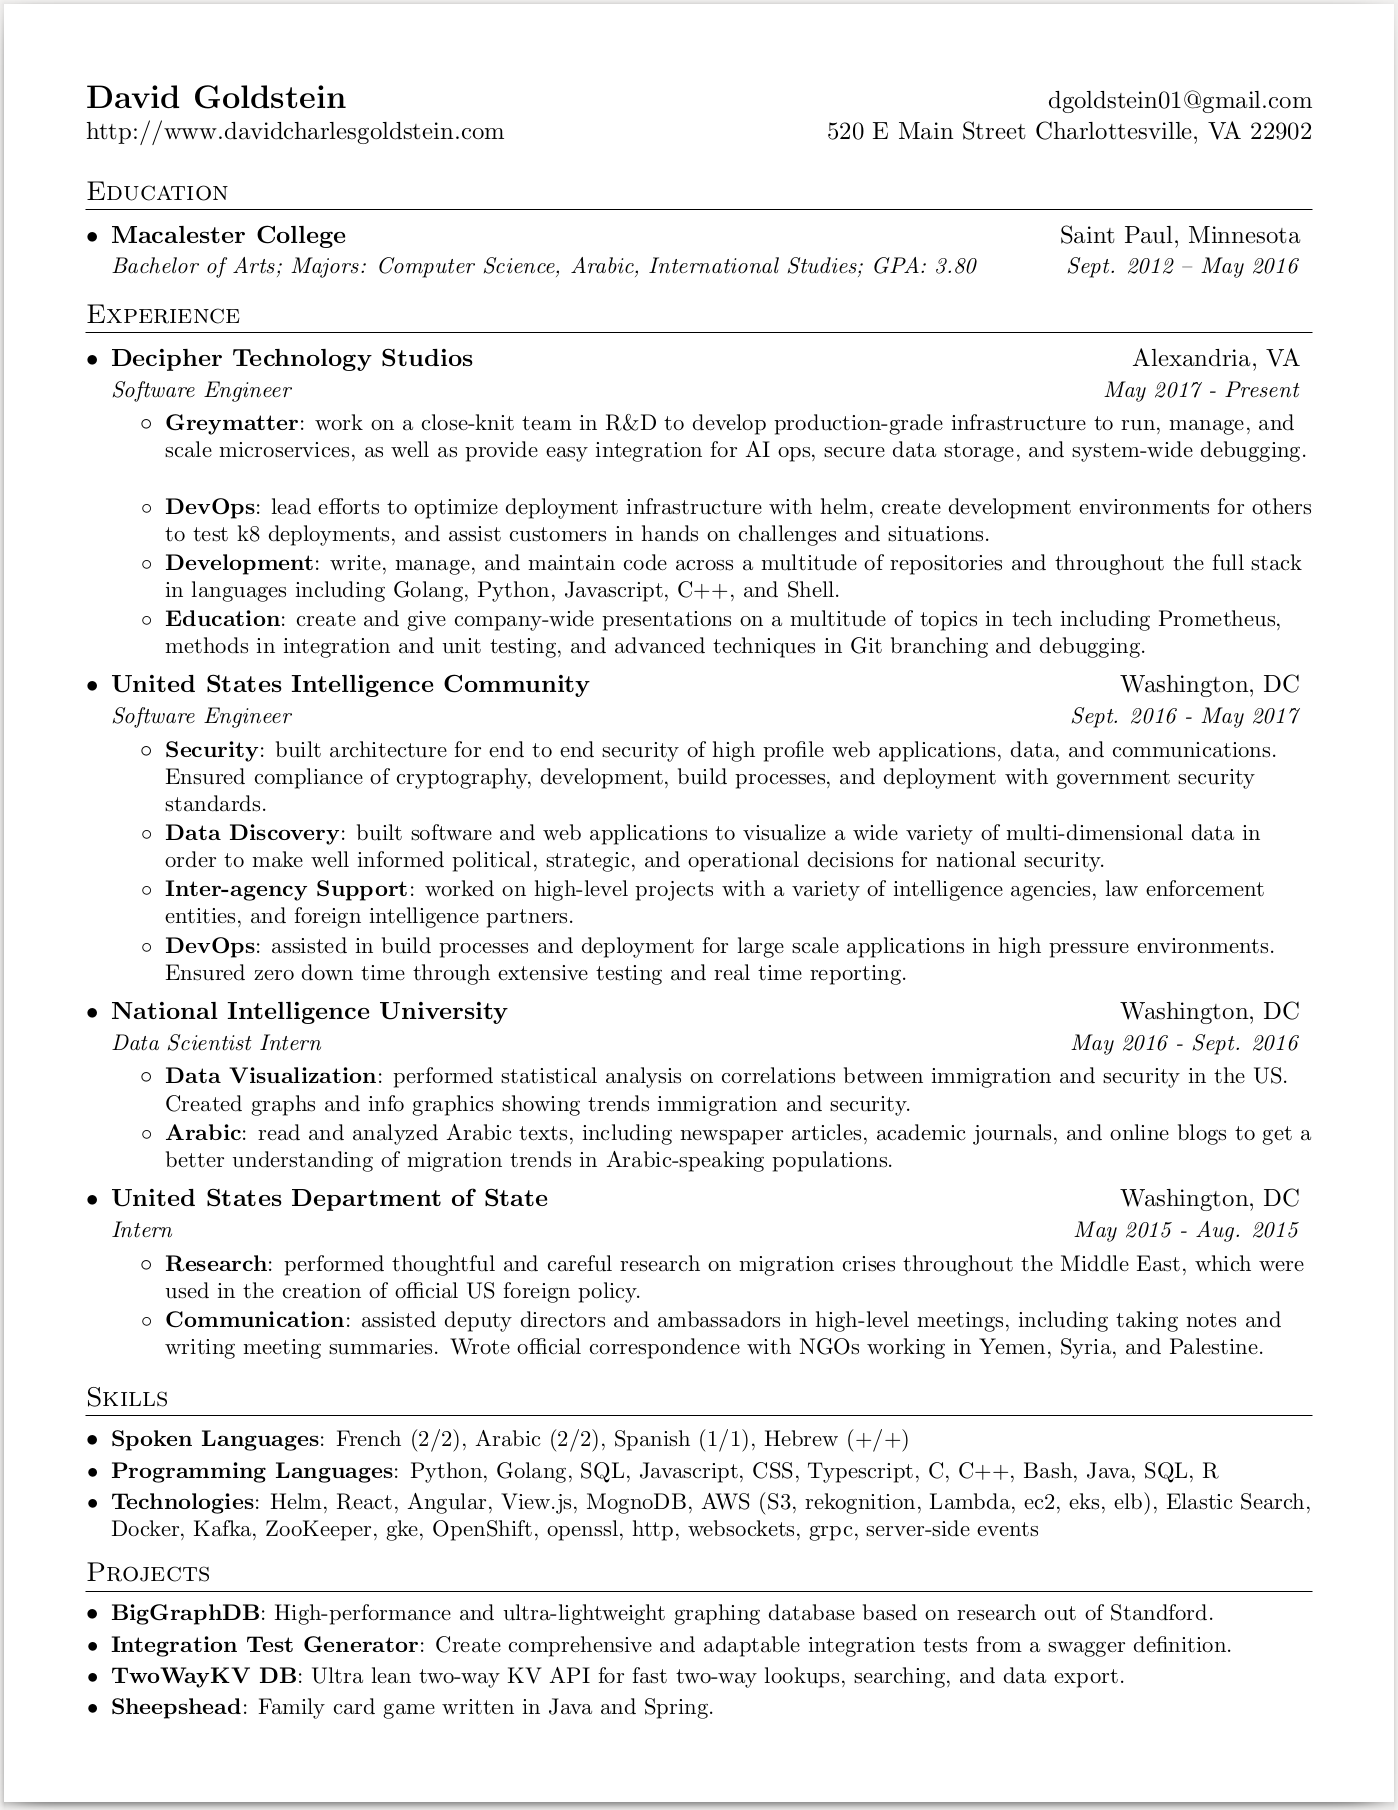 David Goldstein dgoldstein01@gmail.com
http://www.davidcharlesgoldstein.com 520 E Main Street Charlottesville, VA 22902
Education
• Macalester College Saint Paul, Minnesota
Bachelor of Arts; Majors: Computer Science, Arabic, International Studies; GPA: 3.80 Sept. 2012 – May 2016
Experience
• Decipher Technology Studios Alexandria, VA
Software Engineer May 2017 - Present
◦ Greymatter: work on a close-knit team in R&D to develop production-grade infrastructure to run, manage, and
scale microservices, as well as provide easy integration for AI ops, secure data storage, and system-wide debugging.
◦ DevOps: lead efforts to optimize deployment infrastructure with helm, create development environments for others
to test k8 deployments, and assist customers in hands on challenges and situations.
◦ Development: write, manage, and maintain code across a multitude of repositories and throughout the full stack
in languages including Golang, Python, Javascript, C++, and Shell.
◦ Education: create and give company-wide presentations on a multitude of topics in tech including Prometheus,
methods in integration and unit testing, and advanced techniques in Git branching and debugging.
• United States Intelligence Community Washington, DC
Software Engineer Sept. 2016 - May 2017
◦ Security: built architecture for end to end security of high profile web applications, data, and communications.
Ensured compliance of cryptography, development, build processes, and deployment with government security
standards.
◦ Data Discovery: built software and web applications to visualize a wide variety of multi-dimensional data in
order to make well informed political, strategic, and operational decisions for national security.
◦ Inter-agency Support: worked on high-level projects with a variety of intelligence agencies, law enforcement
entities, and foreign intelligence partners.
◦ DevOps: assisted in build processes and deployment for large scale applications in high pressure environments.
Ensured zero down time through extensive testing and real time reporting.
• National Intelligence University Washington, DC
Data Scientist Intern May 2016 - Sept. 2016
◦ Data Visualization: performed statistical analysis on correlations between immigration and security in the US.
Created graphs and info graphics showing trends immigration and security.
◦ Arabic: read and analyzed Arabic texts, including newspaper articles, academic journals, and online blogs to get a
better understanding of migration trends in Arabic-speaking populations.
• United States Department of State Washington, DC
Intern May 2015 - Aug. 2015
◦ Research: performed thoughtful and careful research on migration crises throughout the Middle East, which were
used in the creation of official US foreign policy.
◦ Communication: assisted deputy directors and ambassadors in high-level meetings, including taking notes and
writing meeting summaries. Wrote official correspondence with NGOs working in Yemen, Syria, and Palestine.
Skills
• Spoken Languages: French (2/2), Arabic (2/2), Spanish (1/1), Hebrew (+/+)
• Programming Languages: Python, Golang, SQL, Javascript, CSS, Typescript, C, C++, Bash, Java, SQL, R
• Technologies: Helm, React, Angular, View.js, MognoDB, AWS (S3, rekognition, Lambda, ec2, eks, elb), Elastic Search,
Docker, Kafka, ZooKeeper, gke, OpenShift, openssl, http, websockets, grpc, server-side events
Projects
• BigGraphDB: High-performance and ultra-lightweight graphing database based on research out of Standford.
• Integration Test Generator: Create comprehensive and adaptable integration tests from a swagger definition.
• TwoWayKV DB: Ultra lean two-way KV API for fast two-way lookups, searching, and data export.
• Sheepshead: Family card game written in Java and Spring.